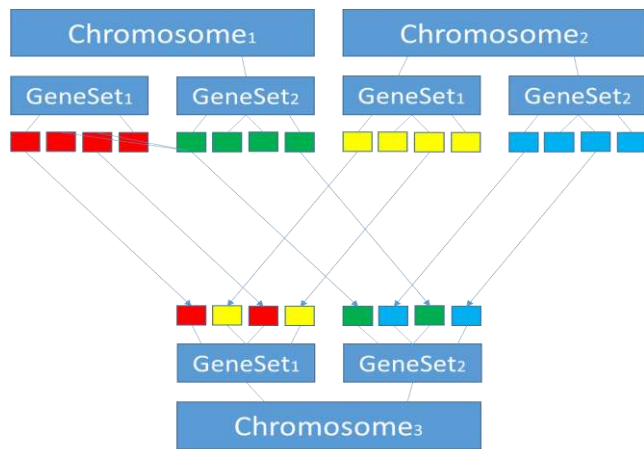 Chromosome₁ Chromosome₂
GeneSet₁ GeneSet₂ GeneSet₁ GeneSet₂
GeneSet₁ GeneSet₂
Chromosome₃